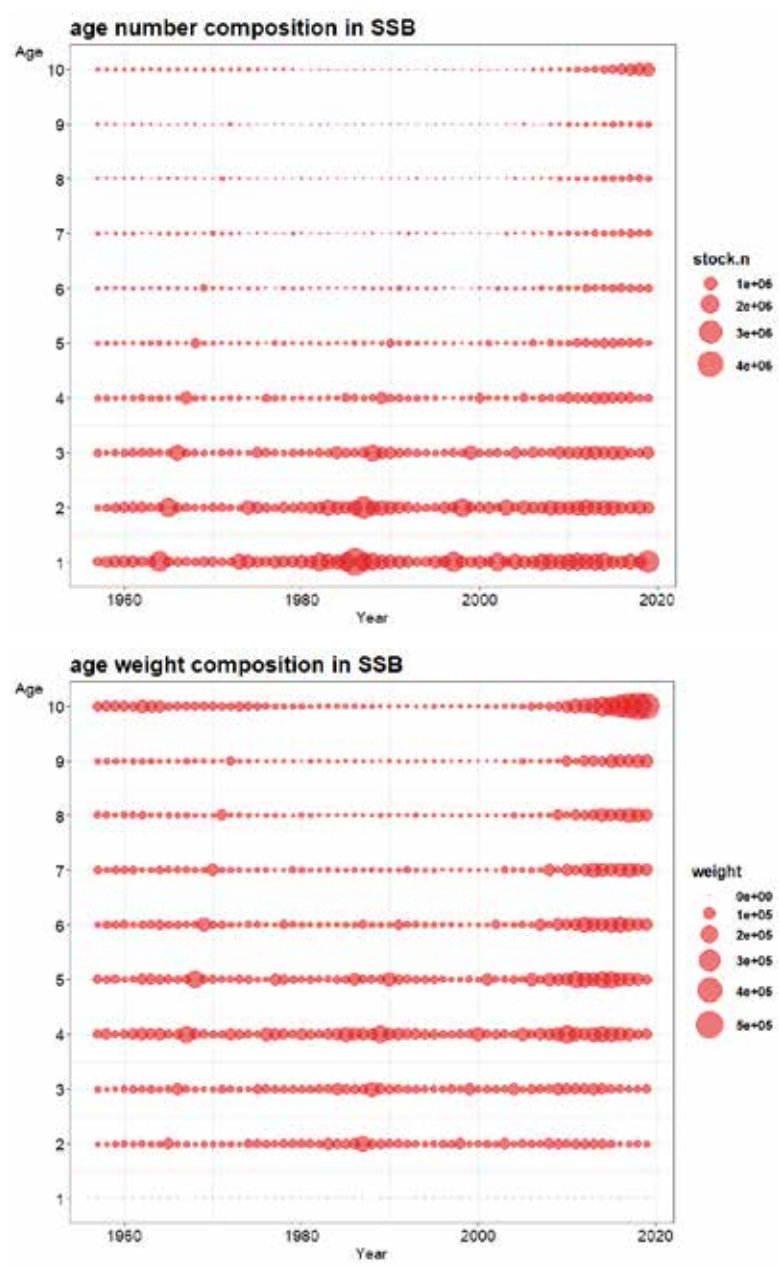 age number composition in SSB
Age
10
9
8
7
6
5
4
3
2
1
1960
1980
2000
2020
Year
stock.n
1e+06
2e+06
3e+06
4e+06
age weight composition in SSB
Age
10
9
8
7
6
5
4
3
2
1
1960
1980
2000
2020
Year
weight
0e+00
1e+05
2e+05
3e+05
4e+05
5e+05